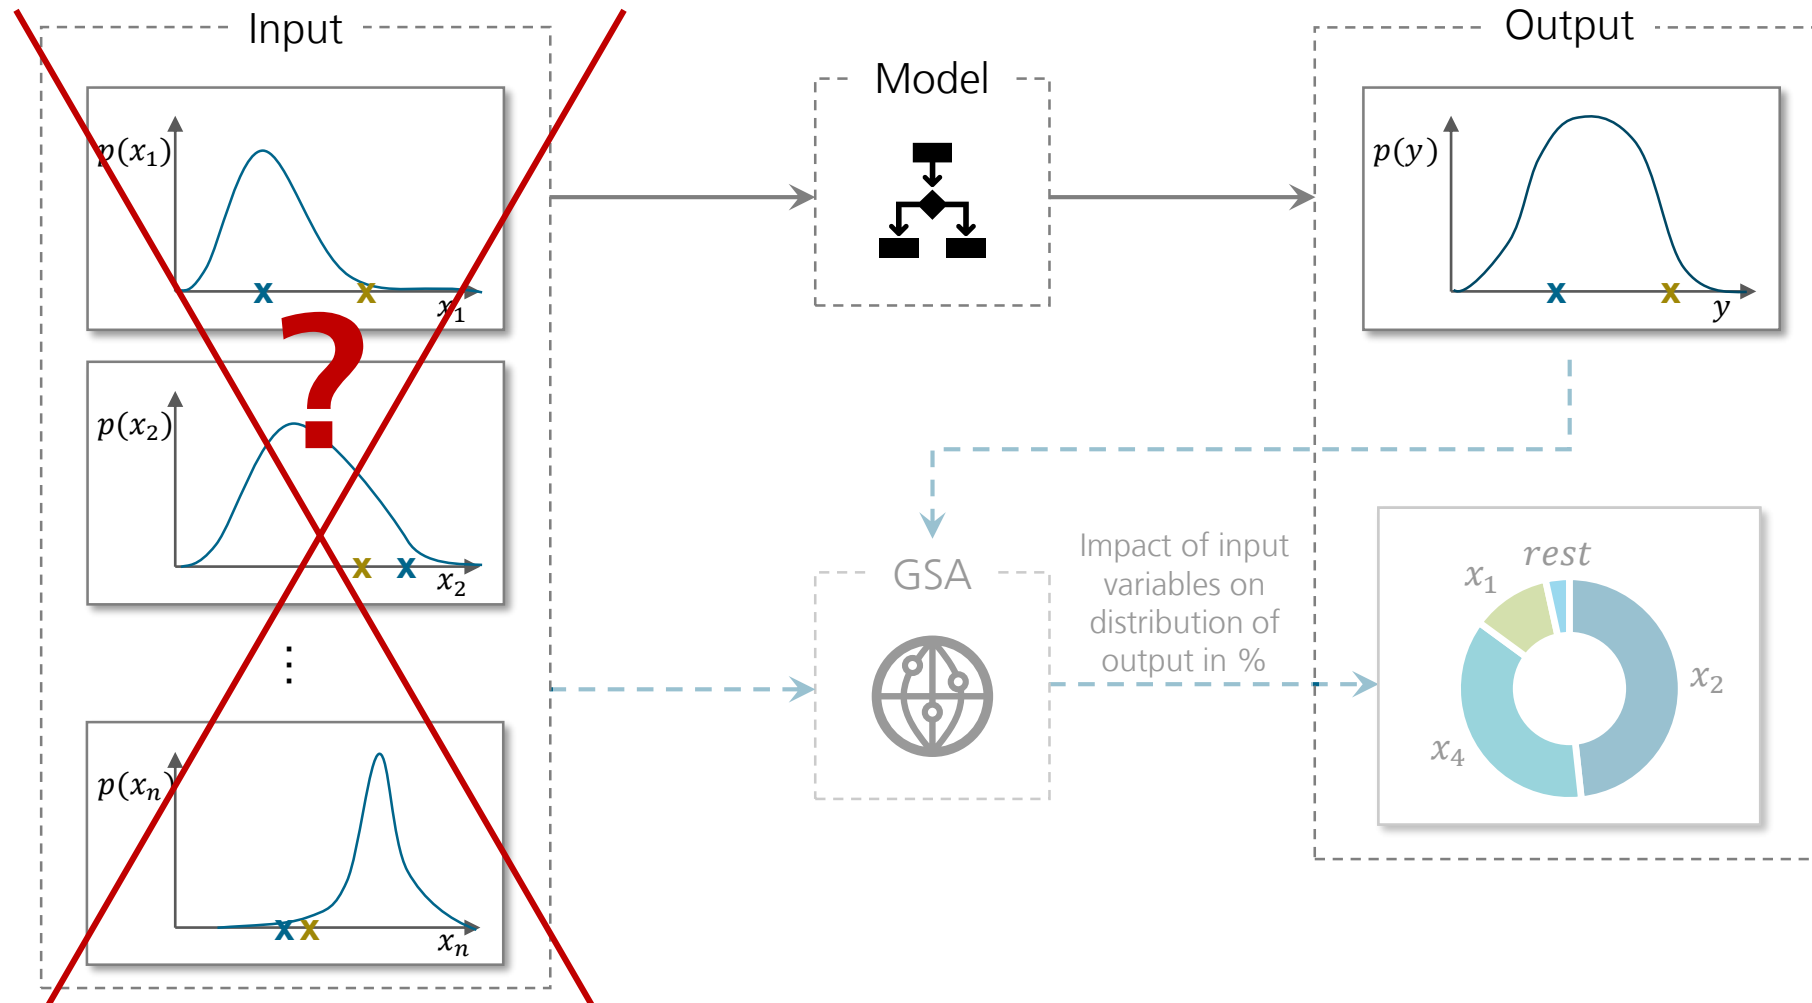 Input
Model
Output
p(x₁)
x₁
X X
?
p(x₂)
x₂
X X
⋮
p(xₙ)
xₙ
X X
p(y)
y
X X
GSA
Impact of input
variables on
distribution of
output in %
rest
x₁
x₂
x₄